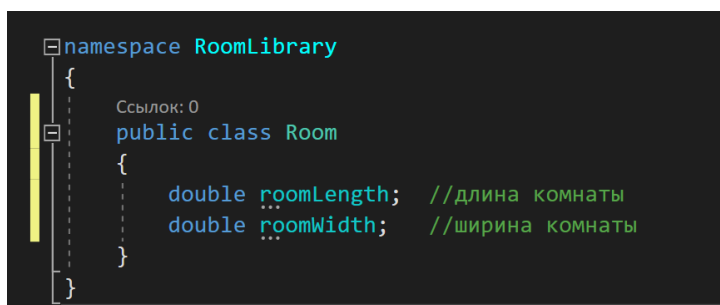 namespace RoomLibrary
{
Ссылок: 0
public class Room
{
double roomLength; //длина комнаты
double roomWidth; //ширина комнаты
}
}